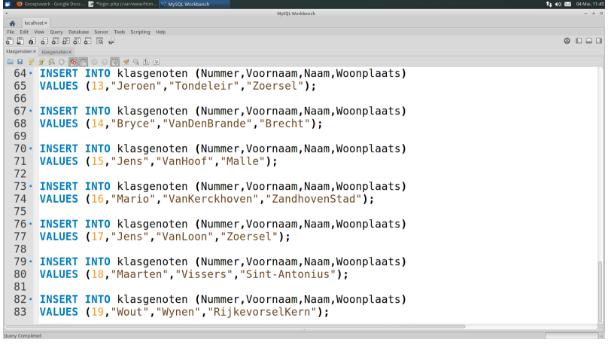 Groepswerk - Google Docs ...
*login.php (/var/www/htm...
MySQL Workbench
04 Mei, 11:45
MySQL Workbench
localhost ×
File Edit View Query Database Server Tools Scripting Help
klasgenoten × klasgenoten ×
64 INSERT INTO klasgenoten (Nummer,Voornaam,Naam,Woonplaats)
65 VALUES (13,"Jeroen","Tondeleir","Zoersel");
66
67 INSERT INTO klasgenoten (Nummer,Voornaam,Naam,Woonplaats)
68 VALUES (14,"Bryce","VanDenBrande","Brecht");
69
70 INSERT INTO klasgenoten (Nummer,Voornaam,Naam,Woonplaats)
71 VALUES (15,"Jens","VanHoof","Malle");
72
73 INSERT INTO klasgenoten (Nummer,Voornaam,Naam,Woonplaats)
74 VALUES (16,"Mario","VanKerckhoven","ZandhovenStad");
75
76 INSERT INTO klasgenoten (Nummer,Voornaam,Naam,Woonplaats)
77 VALUES (17,"Jens","VanLoon","Zoersel");
78
79 INSERT INTO klasgenoten (Nummer,Voornaam,Naam,Woonplaats)
80 VALUES (18,"Maarten","Vissers","Sint-Antonius");
81
82 INSERT INTO klasgenoten (Nummer,Voornaam,Naam,Woonplaats)
83 VALUES (19,"Wout","Wynen","RijkevorselKern");
Query Completed